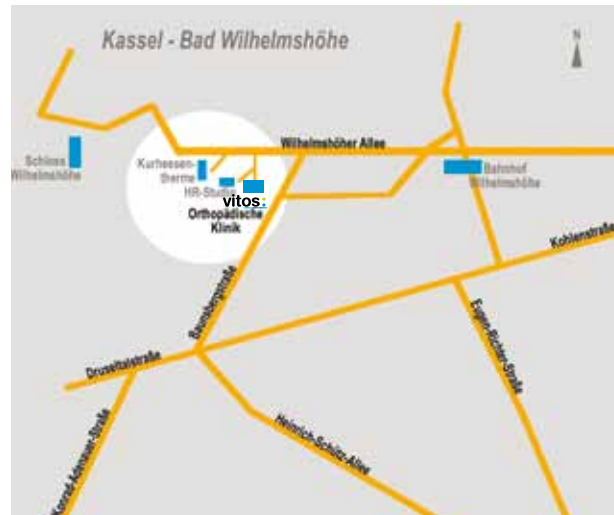 Kassel - Bad Wilhelmshöhe
N
Wilhelmshöher Allee
Schloss
Wilhelmshöhe
Kurhessen-
therme
HR-Studio
vitos:
Orthopädische
Klinik
Bahnhof
Wilhelmshöhe
Kohlenstraße
Baunsbergstraße
Druseltalstraße
Eugen-Richter-Straße
Konrad-Adenauer-Straße
Heinrich-Schütz-Allee